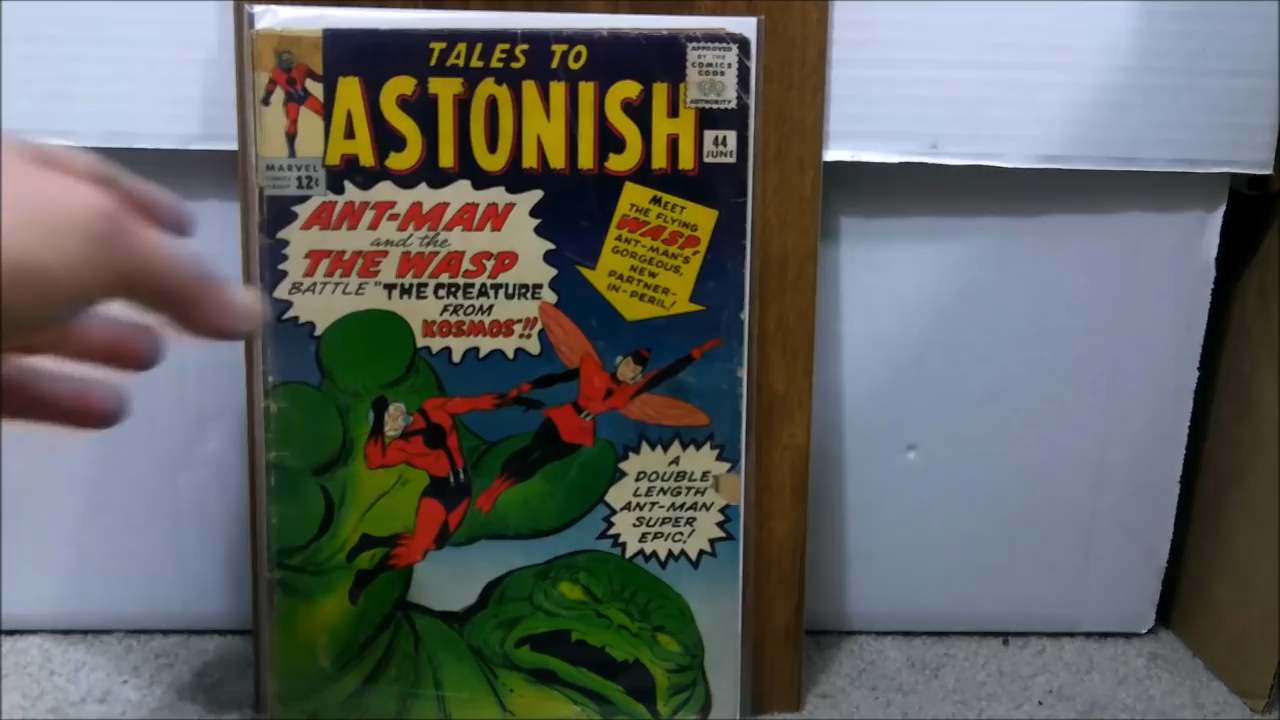 TALES TO
ASTONISH
APPROVED
BY THE
COMICS
CODE
AUTHORITY
44
JUNE
MARVEL
COMICS
GROUP 12¢
ANT-MAN
and the
THE WASP
BATTLE "THE CREATURE
FROM
KOSMOS"!!
MEET
THE FLYING
WASP,
ANT-MAN'S
GORGEOUS,
NEW
PARTNER-
IN-PERIL!
A
DOUBLE
LENGTH
ANT-MAN
SUPER
EPIC!